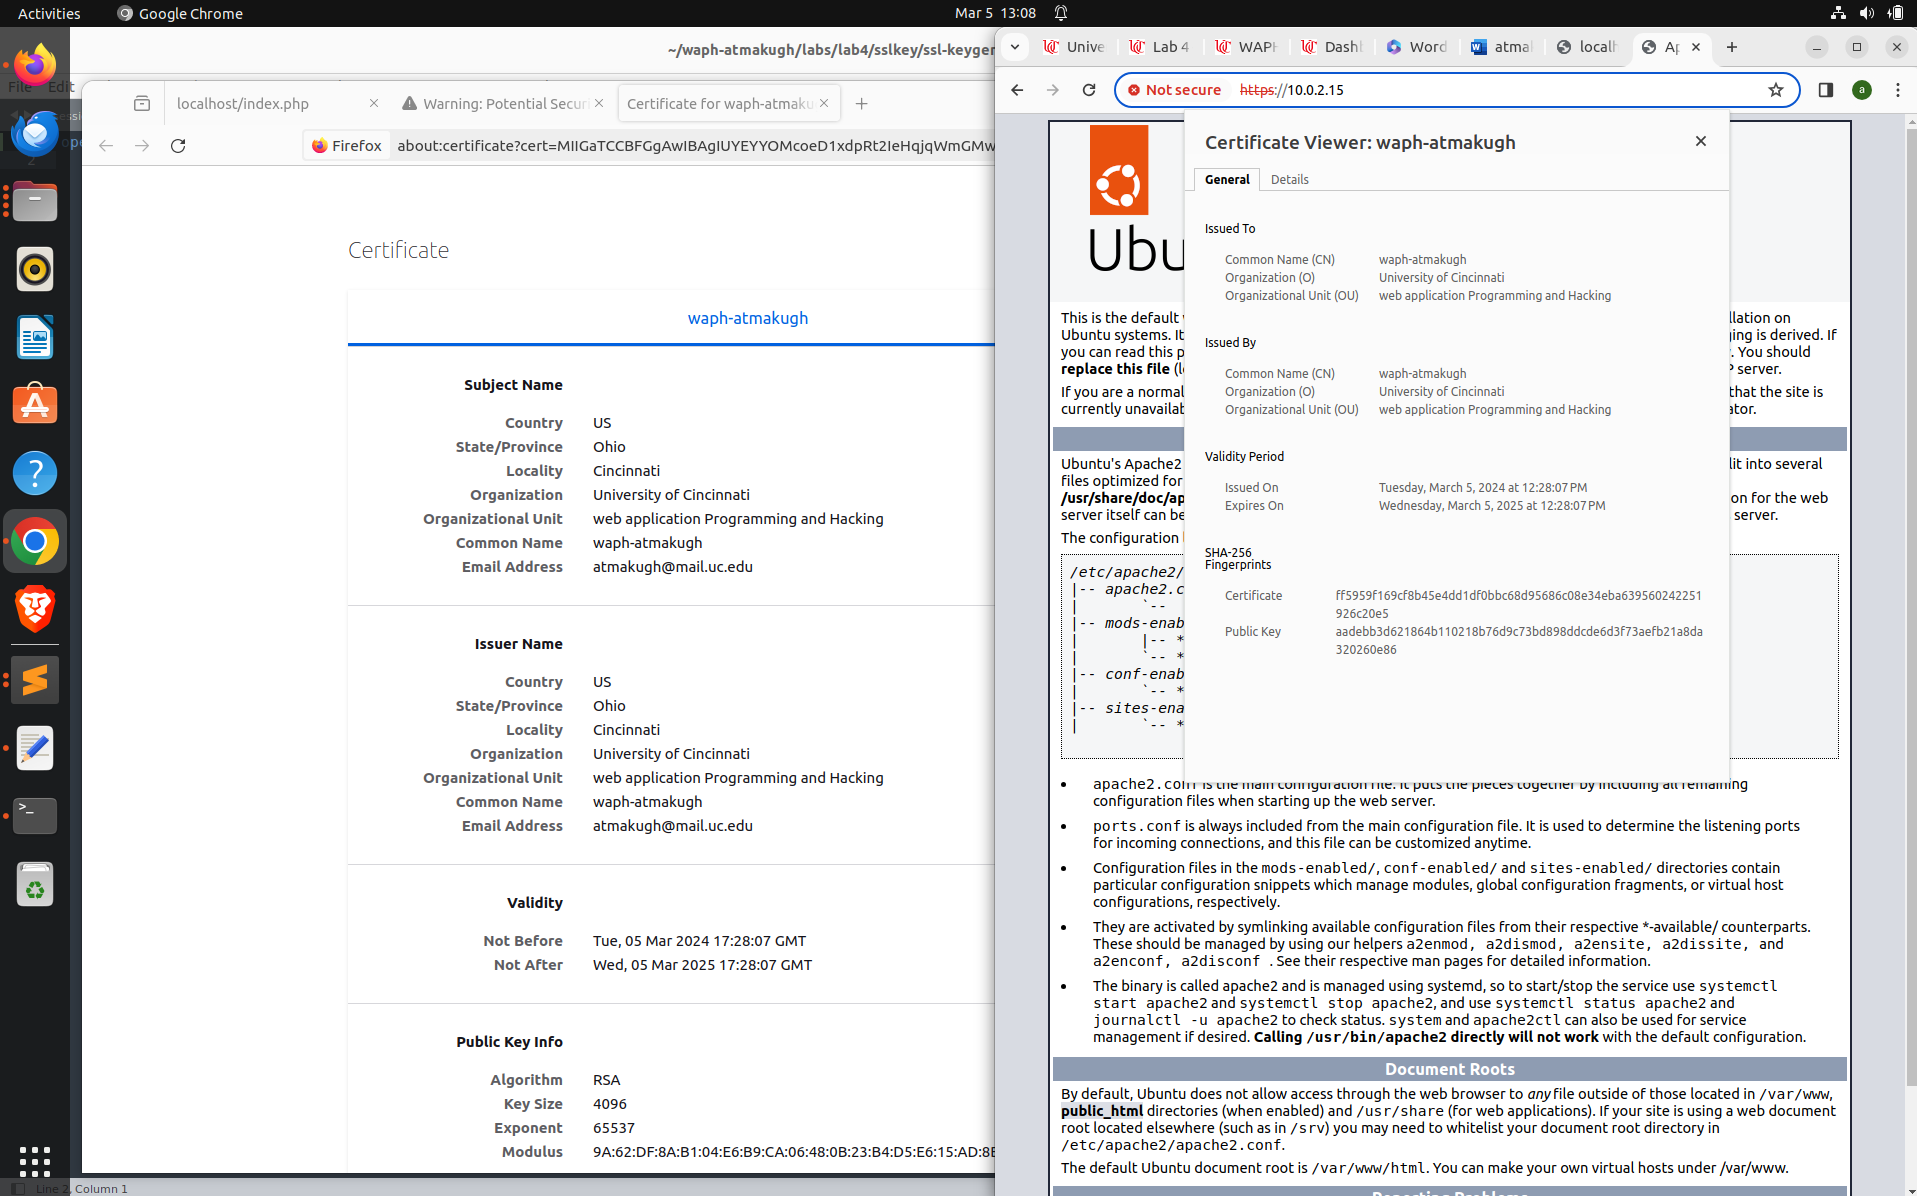 Activities
Google Chrome
Mar 5 13:08
~/waph-atmakugh/labs/lab4/sslkey/ssl-keyger
File Edit
localhost/index.php
Warning: Potential Securi
Certificate for waph-atmaku
Firefox
about:certificate?cert=MIIGaTCCBFGgAwIBAgIUYEYYOMcoeD1xdpRt2IeHqjqWmGMw
Certificate
waph-atmakugh
Subject Name
Country US
State/Province Ohio
Locality Cincinnati
Organization University of Cincinnati
Organizational Unit web application Programming and Hacking
Common Name waph-atmakugh
Email Address atmakugh@mail.uc.edu
Issuer Name
Country US
State/Province Ohio
Locality Cincinnati
Organization University of Cincinnati
Organizational Unit web application Programming and Hacking
Common Name waph-atmakugh
Email Address atmakugh@mail.uc.edu
Validity
Not Before Tue, 05 Mar 2024 17:28:07 GMT
Not After Wed, 05 Mar 2025 17:28:07 GMT
Public Key Info
Algorithm RSA
Key Size 4096
Exponent 65537
Modulus 9A:62:DF:8A:B1:04:E6:B9:CA:06:48:0B:23:B4:D5:E6:15:AD:8E
Line 2, Column 1
Unive
Lab 4
WAPH
Dash
Word
atmal
localh
Ap
Not secure https://10.0.2.15
a
Certificate Viewer: waph-atmakugh
General Details
Issued To
Common Name (CN) waph-atmakugh
Organization (O) University of Cincinnati
Organizational Unit (OU) web application Programming and Hacking
Issued By
Common Name (CN) waph-atmakugh
Organization (O) University of Cincinnati
Organizational Unit (OU) web application Programming and Hacking
Validity Period
Issued On Tuesday, March 5, 2024 at 12:28:07 PM
Expires On Wednesday, March 5, 2025 at 12:28:07 PM
SHA-256
Fingerprints
Certificate ff5959f169cf8b45e4dd1df0bbc68d95686c08e34eba639560242251
926c20e5
Public Key aadebb3d621864b110218b76d9c73bd898ddcde6d3f73aefb21a8da
320260e86
Ubu
This is the default llation on
Ubuntu systems. It ing is derived. If
you can read this p . You should
replace this file (l P server.
If you are a normal that the site is
currently unavailab ator.
Ubuntu's Apache2 lit into several
files optimized for
/usr/share/doc/ap on for the web
server itself can be server.
The configuration
/etc/apache2/
|-- apache2.c
| `--
|-- mods-enab
| |-- *
| `-- *
|-- conf-enab
| `-- *
|-- sites-ena
| `-- *
• apache2.conf is the main configuration file. It puts the pieces together by including all remaining
configuration files when starting up the web server.
• ports.conf is always included from the main configuration file. It is used to determine the listening ports
for incoming connections, and this file can be customized anytime.
• Configuration files in the mods-enabled/, conf-enabled/ and sites-enabled/ directories contain
particular configuration snippets which manage modules, global configuration fragments, or virtual host
configurations, respectively.
• They are activated by symlinking available configuration files from their respective *-available/ counterparts.
These should be managed by using our helpers a2enmod, a2dismod, a2ensite, a2dissite, and
a2enconf, a2disconf . See their respective man pages for detailed information.
• The binary is called apache2 and is managed using systemd, so to start/stop the service use systemctl
start apache2 and systemctl stop apache2, and use systemctl status apache2 and
journalctl -u apache2 to check status. system and apache2ctl can also be used for service
management if desired. Calling /usr/bin/apache2 directly will not work with the default configuration.
Document Roots
By default, Ubuntu does not allow access through the web browser to any file outside of those located in /var/www,
public_html directories (when enabled) and /usr/share (for web applications). If your site is using a web document
root located elsewhere (such as in /srv) you may need to whitelist your document root directory in
/etc/apache2/apache2.conf.
The default Ubuntu document root is /var/www/html. You can make your own virtual hosts under /var/www.
Reporting Problems